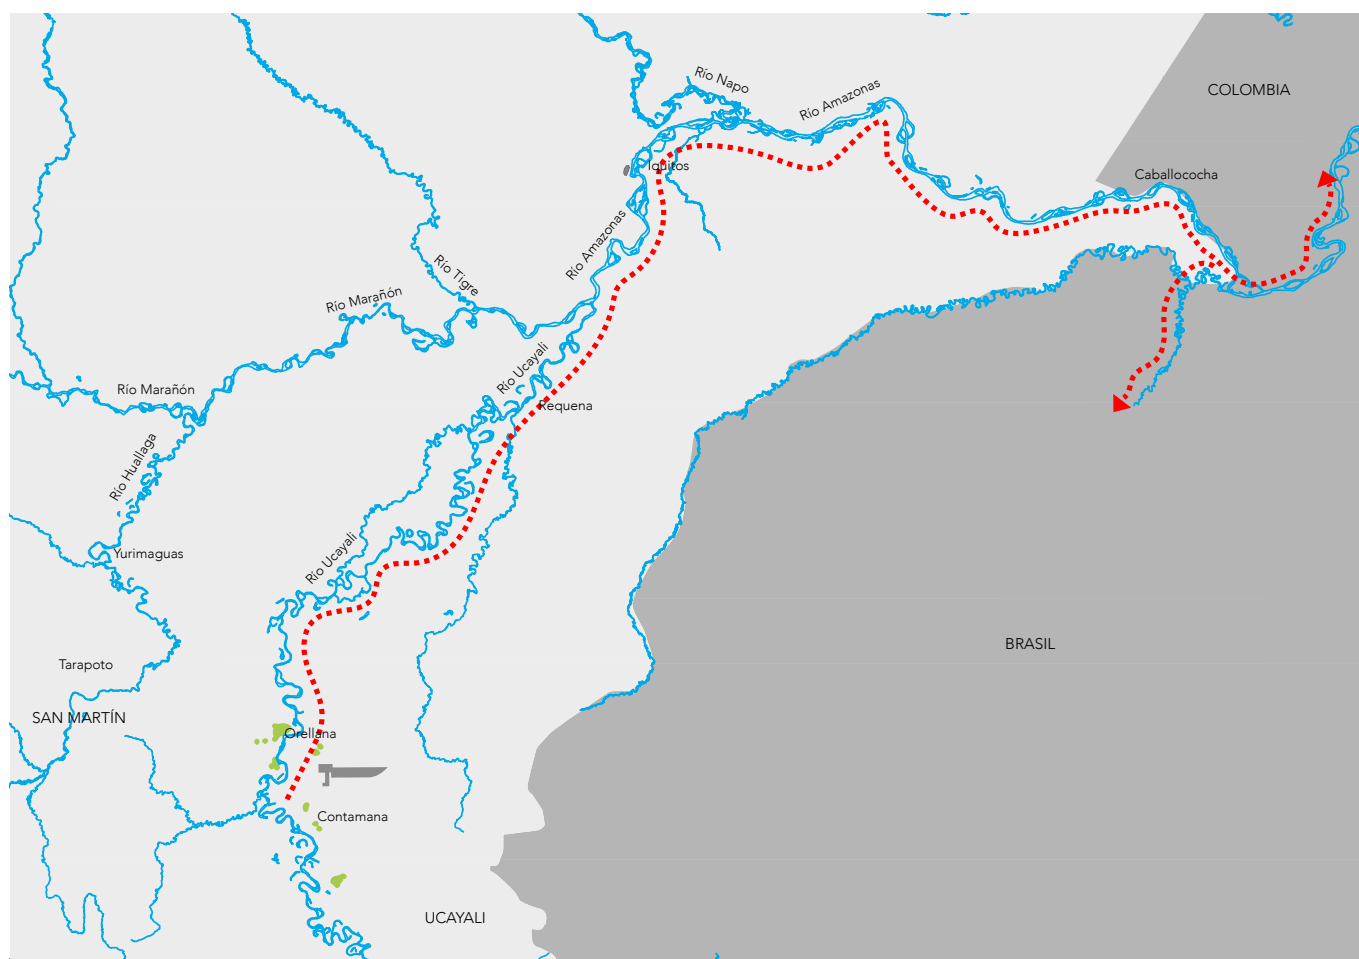 Río Napo
Río Amazonas
COLOMBIA
Iquitos
Caballococha
Río Amazonas
Río Tigre
Río Marañón
Río Marañón
Río Ucayali
Requena
Río Huallaga
Yurimaguas
Río Ucayali
BRASIL
Tarapoto
SAN MARTÍN
Orellana
Contamana
UCAYALI